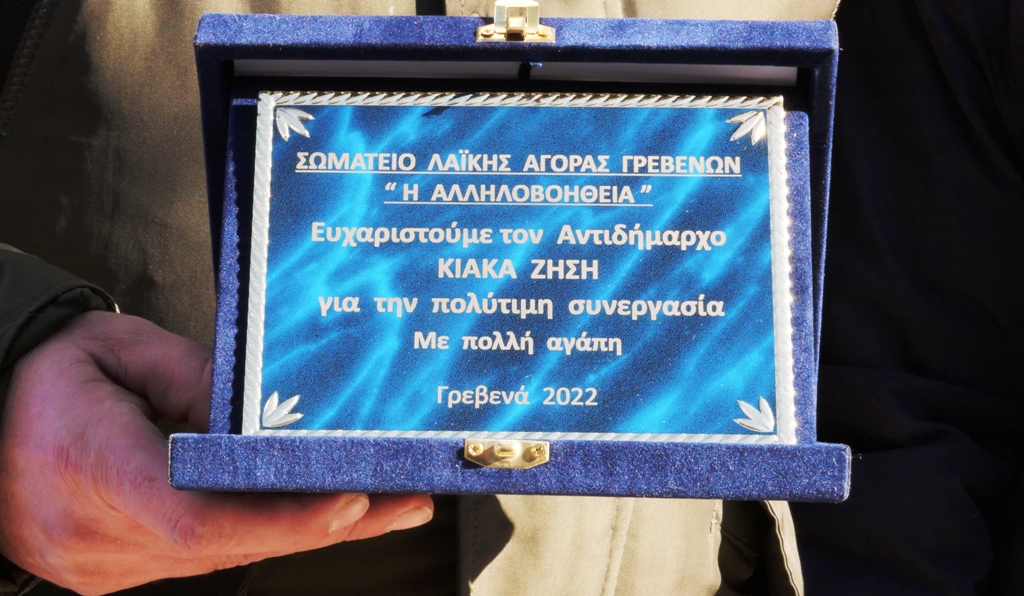 ΣΩΜΑΤΕΙΟ ΛΑΪΚΗΣ ΑΓΟΡΑΣ ΓΡΕΒΕΝΩΝ
“ Η ΑΛΛΗΛΟΒΟΗΘΕΙΑ ”
Ευχαριστούμε τον Αντιδήμαρχο
ΚΙΑΚΑ ΖΗΣΗ
για την πολύτιμη συνεργασία
Με πολλή αγάπη
Γρεβενά 2022